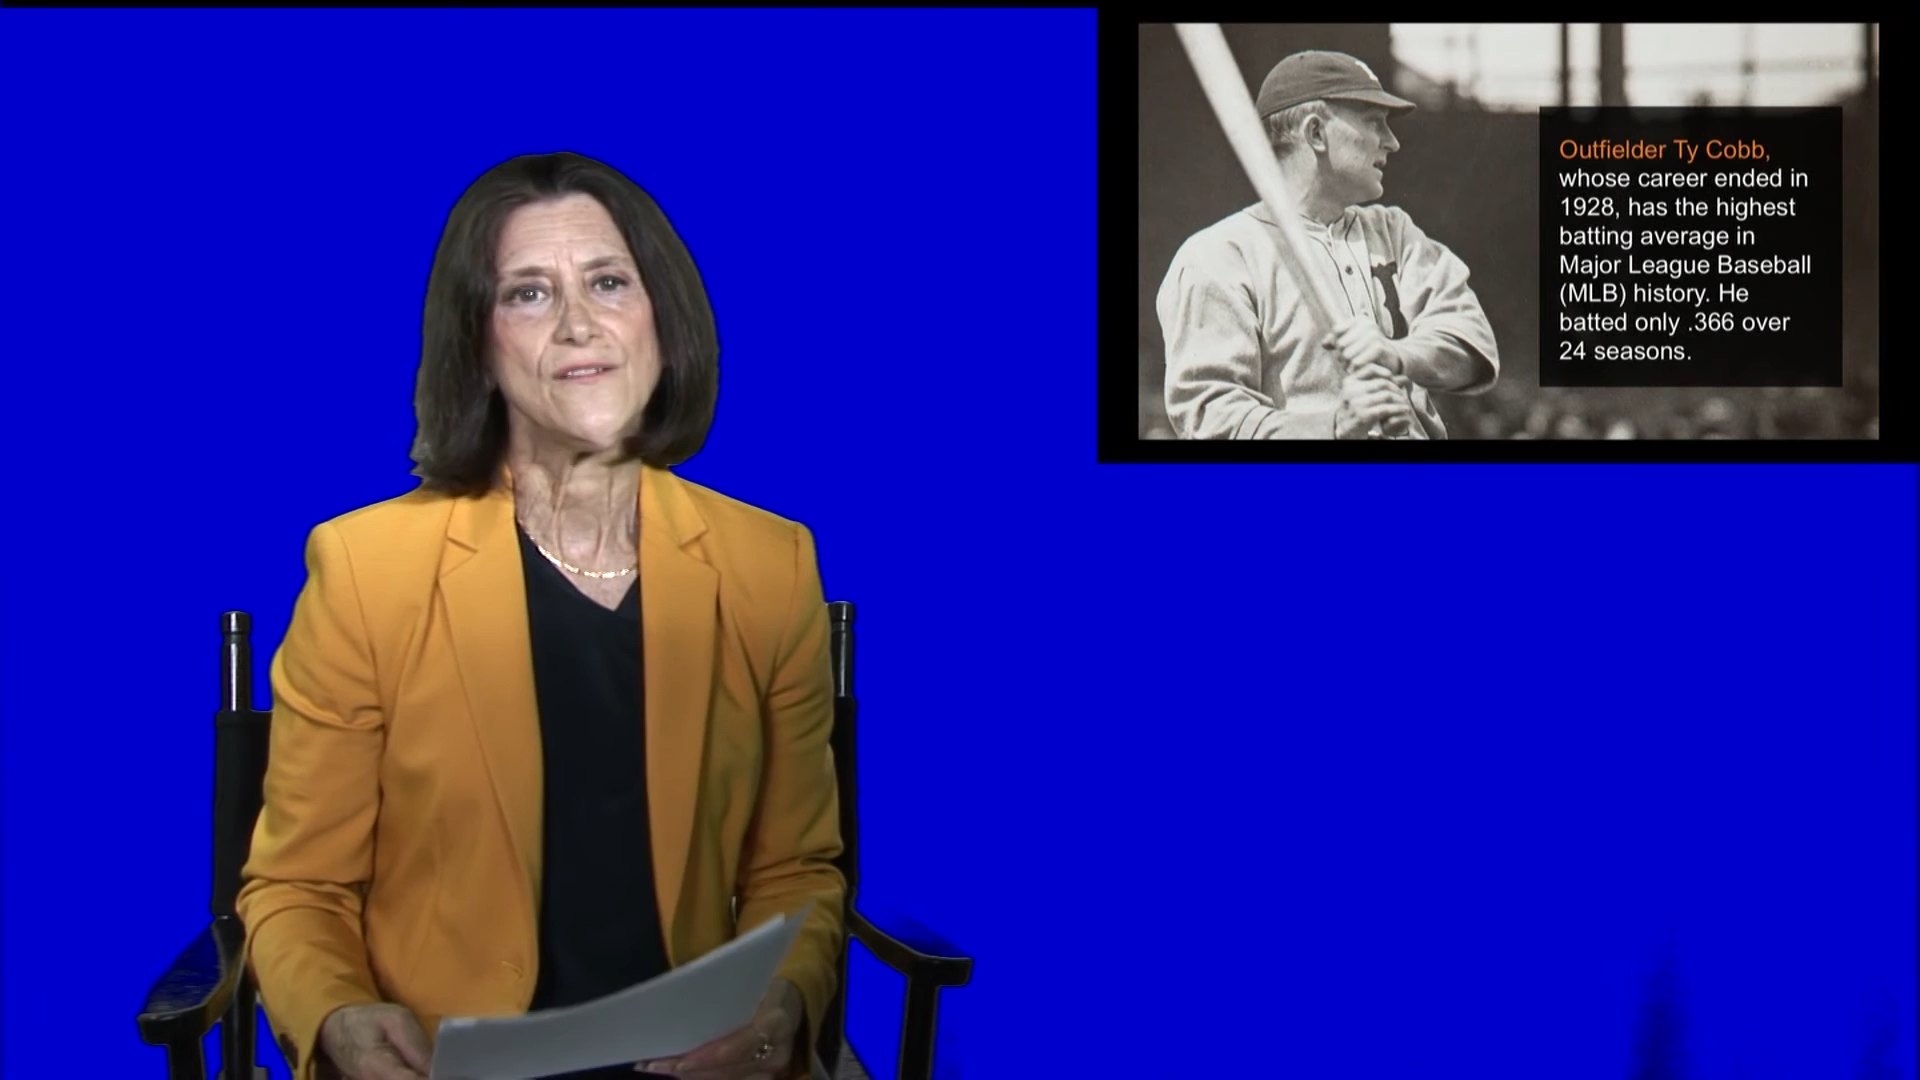 Outfielder Ty Cobb,
whose career ended in
1928, has the highest
batting average in
Major League Baseball
(MLB) history. He
batted only .366 over
24 seasons.